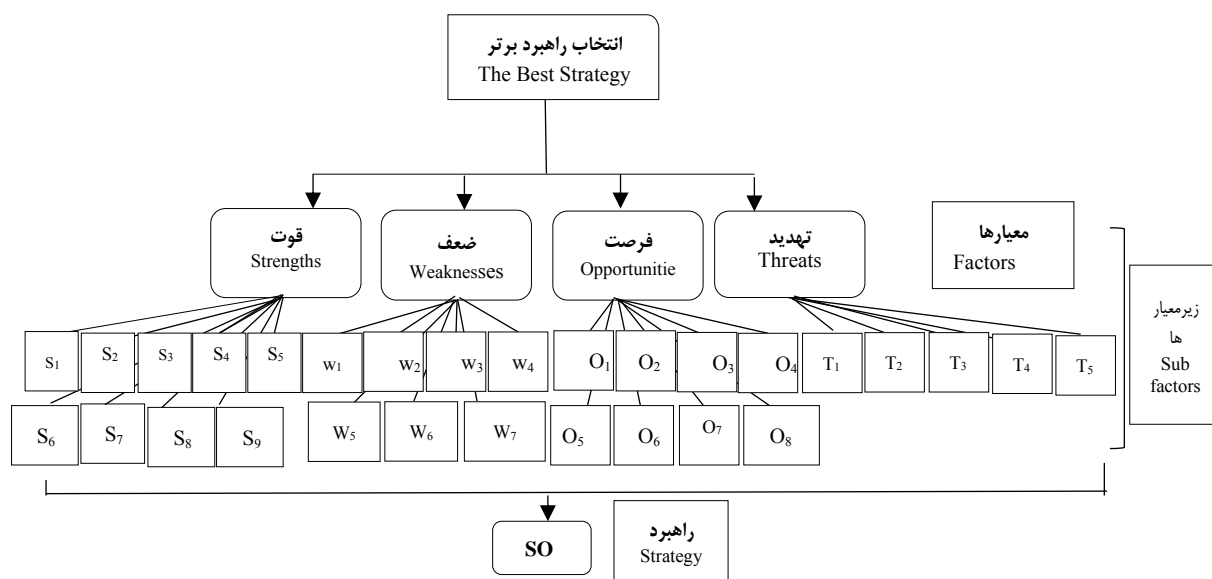 انتخاب راهبرد برتر
The Best Strategy
قوت
Strengths
ضعف
Weaknesses
فرصت
Opportunitie
تهدید
Threats
معیارها
Factors
زیرمعیار
ها
Sub
factors
S1 S2 S3 S4 S5 W1 W2 W3 W4 O1 O2 O3 O4 T1 T2 T3 T4 T5
S6 S7 S8 S9 W5 W6 W7 O5 O6 O7 O8
SO
راهبرد
Strategy